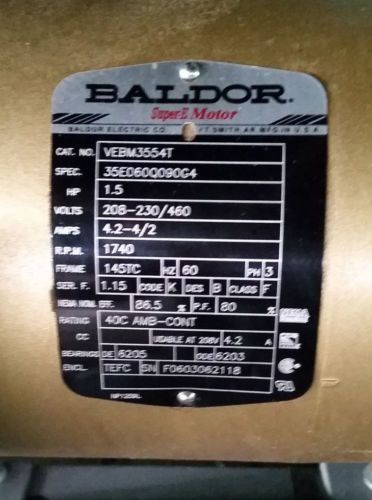 BALDOR
Super-E Motor
BALDOR ELECTRIC CO. FT. SMITH AR. MFG. IN U.S.A.
CAT. NO. VEBM3554T
SPEC. 35E060Q090G4
HP 1.5
VOLTS 208-230/460
AMPS 4.2-4/2
R.P.M. 1740
FRAME 145TC HZ 60 PH 3
SER. F. 1.15 CODE K DES B CLASS F
NEMA NOM. EFF. 86.5 % P.F. 80 %
RATING 40C AMB-CONT
CC USABLE AT 208V 4.2 A
BEARINGS DE 6205 ODE 6203
ENCL. TEFC SN F0603062118